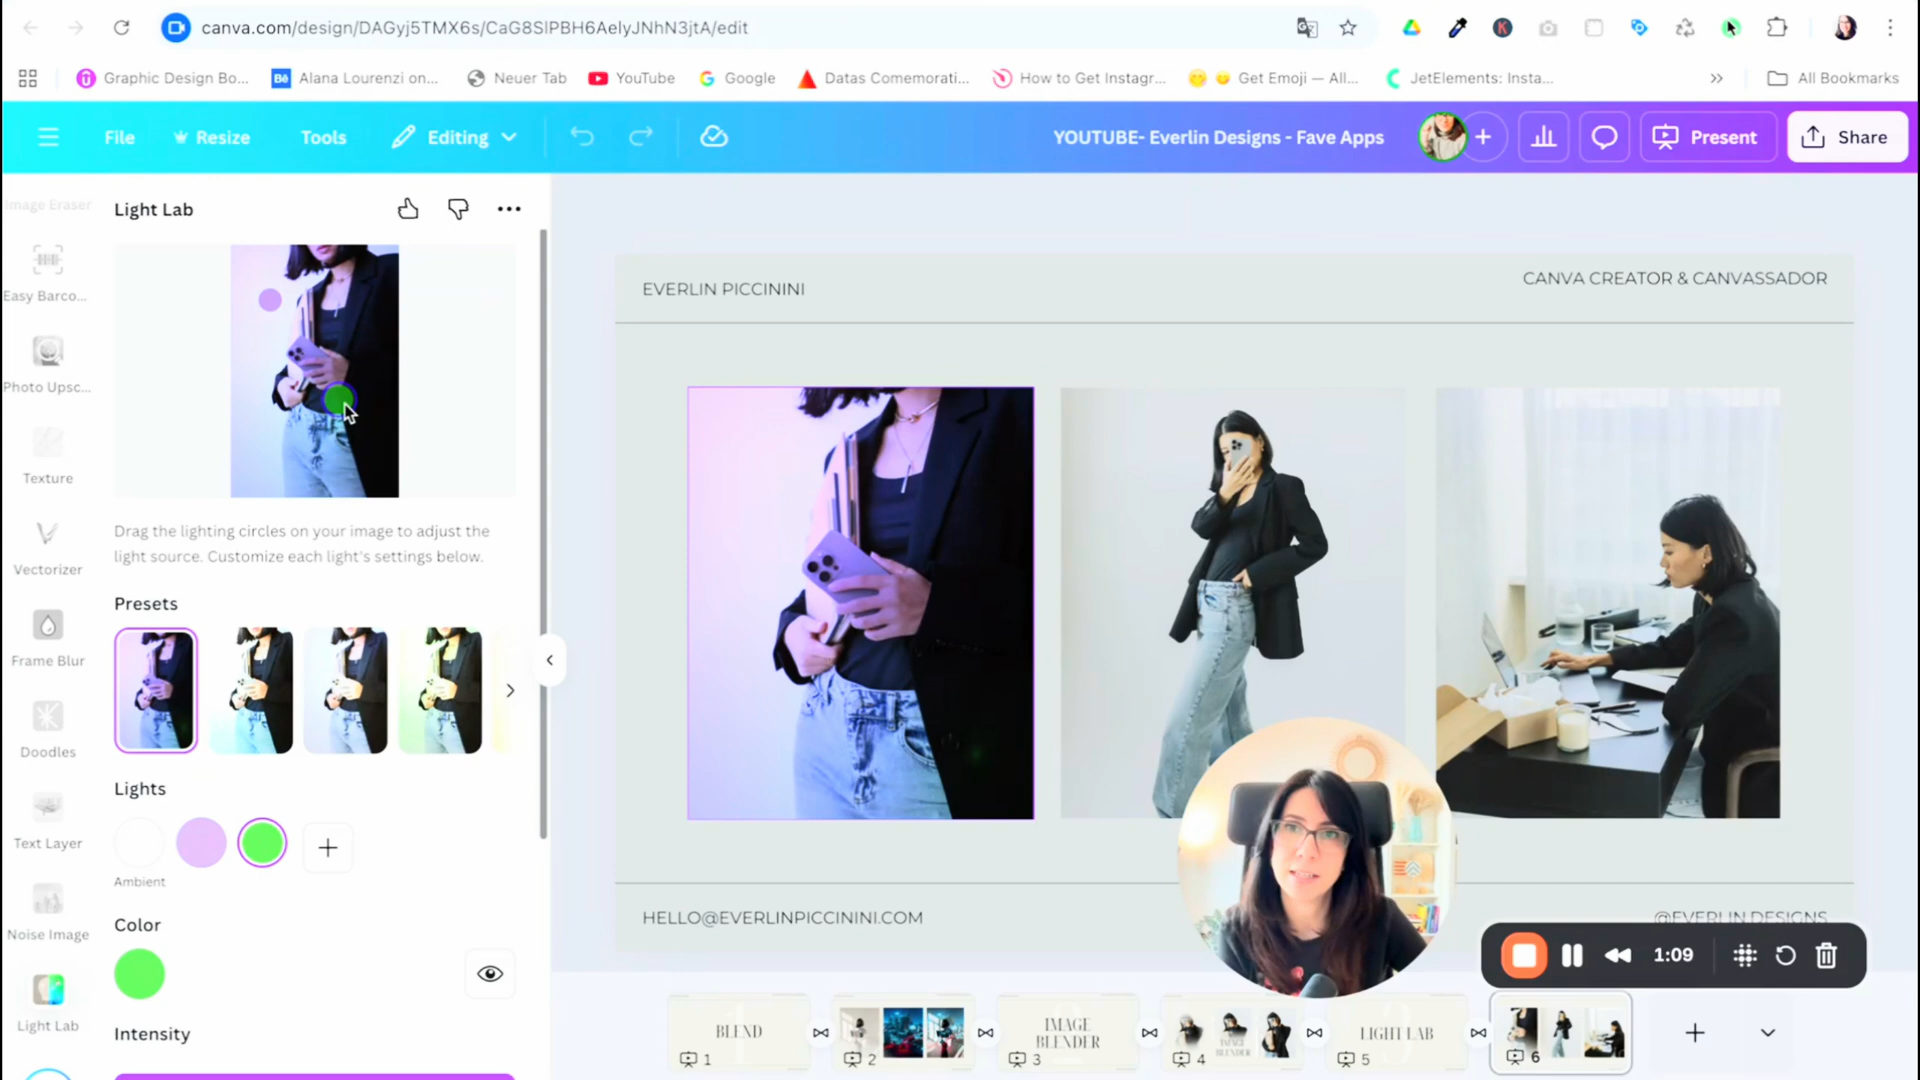 canva.com/design/DAGyj5TMX6s/CaG8SlPBH6AelyJNhN3jtA/edit
Graphic Design Bo...
Bē
Alana Lourenzi on...
Neuer Tab
YouTube
Google
Datas Comemorati...
How to Get Instagr...
Get Emoji — All...
JetElements: Insta...
All Bookmarks
File
Resize
Tools
Editing
YOUTUBE- Everlin Designs - Fave Apps
Present
Share
Image Eraser
Easy Barco...
Photo Upsc...
Texture
Vectorizer
Frame Blur
Doodles
Text Layer
Noise Image
Light Lab
Light Lab
Drag the lighting circles on your image to adjust the
light source. Customize each light's settings below.
Presets
Lights
Ambient
Color
Intensity
EVERLIN PICCININI
CANVA CREATOR & CANVASSADOR
HELLO@EVERLINPICCININI.COM
@EVERLIN DESIGNS
1:09
BLEND
1
2
IMAGE
BLENDER
3
4
LIGHT LAB
5
6